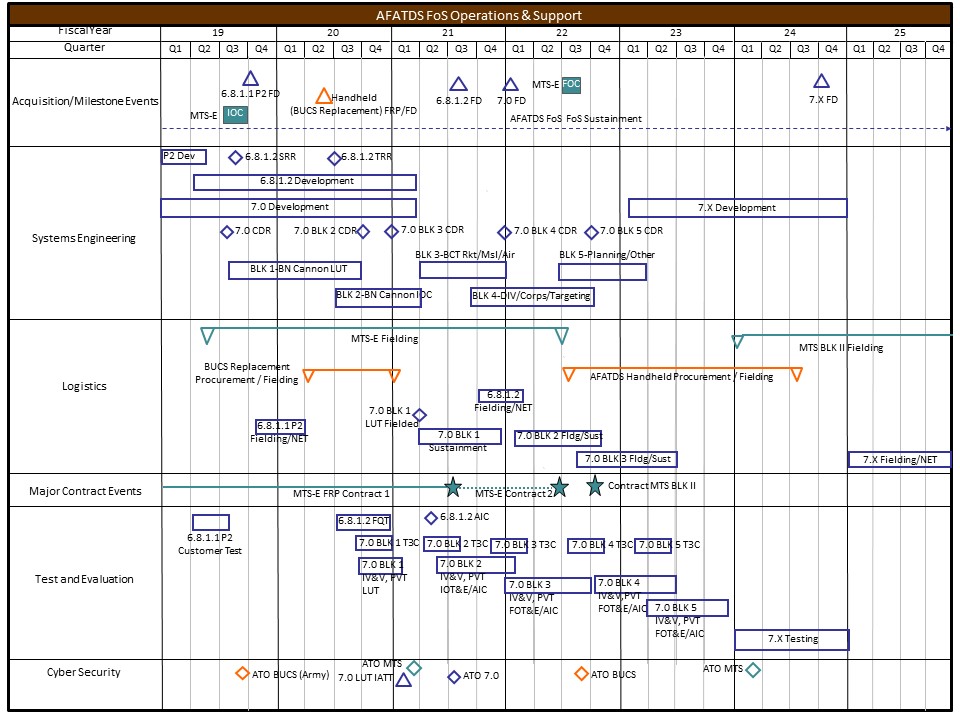 AFATDS FoS Operations & Support
Fiscal Year 19 20 21 22 23 24 25
Quarter Q1 Q2 Q3 Q4 Q1 Q2 Q3 Q4 Q1 Q2 Q3 Q4 Q1 Q2 Q3 Q4 Q1 Q2 Q3 Q4 Q1 Q2 Q3 Q4 Q1 Q2 Q3 Q4
Acquisition/Milestone Events
6.8.1.1 P2 FD
MTS-E IOC
Handheld
(BUCS Replacement) FRP/FD
6.8.1.2 FD
7.0 FD
MTS-E FOC
7.X FD
AFATDS FoS FoS Sustainment
Systems Engineering
P2 Dev
6.8.1.2 SRR
6.8.1.2 TRR
6.8.1.2 Development
7.0 Development
7.X Development
7.0 CDR
7.0 BLK 2 CDR
7.0 BLK 3 CDR
7.0 BLK 4 CDR
7.0 BLK 5 CDR
BLK 3-BCT Rkt/Msl/Air
BLK 5-Planning/Other
BLK 1-BN Cannon LUT
BLK 2-BN Cannon IOC
BLK 4-DIV/Corps/Targeting
Logistics
MTS-E Fielding
MTS BLK II Fielding
BUCS Replacement
Procurement / Fielding
AFATDS Handheld Procurement / Fielding
6.8.1.2
Fielding/NET
7.0 BLK 1
LUT Fielded
6.8.1.1 P2
Fielding/NET
7.0 BLK 1
Sustainment
7.0 BLK 2 Fldg/Sust
7.0 BLK 3 Fldg/Sust
7.X Fielding/NET
Major Contract Events
MTS-E FRP Contract 1
MTS-E Contract 2
Contract MTS BLK II
Test and Evaluation
6.8.1.1 P2
Customer Test
6.8.1.2 FQT
6.8.1.2 AIC
7.0 BLK 1 T3C
7.0 BLK 2 T3C
7.0 BLK 3 T3C
7.0 BLK 4 T3C
7.0 BLK 5 T3C
7.0 BLK 1
IV&V, PVT
LUT
7.0 BLK 2
IV&V, PVT
IOT&E/AIC
7.0 BLK 3
IV&V, PVT
FOT&E/AIC
7.0 BLK 4
IV&V, PVT
FOT&E/AIC
7.0 BLK 5
IV&V, PVT
FOT&E/AIC
7.X Testing
Cyber Security
ATO BUCS (Army)
ATO MTS
7.0 LUT IATT
ATO 7.0
ATO BUCS
ATO MTS